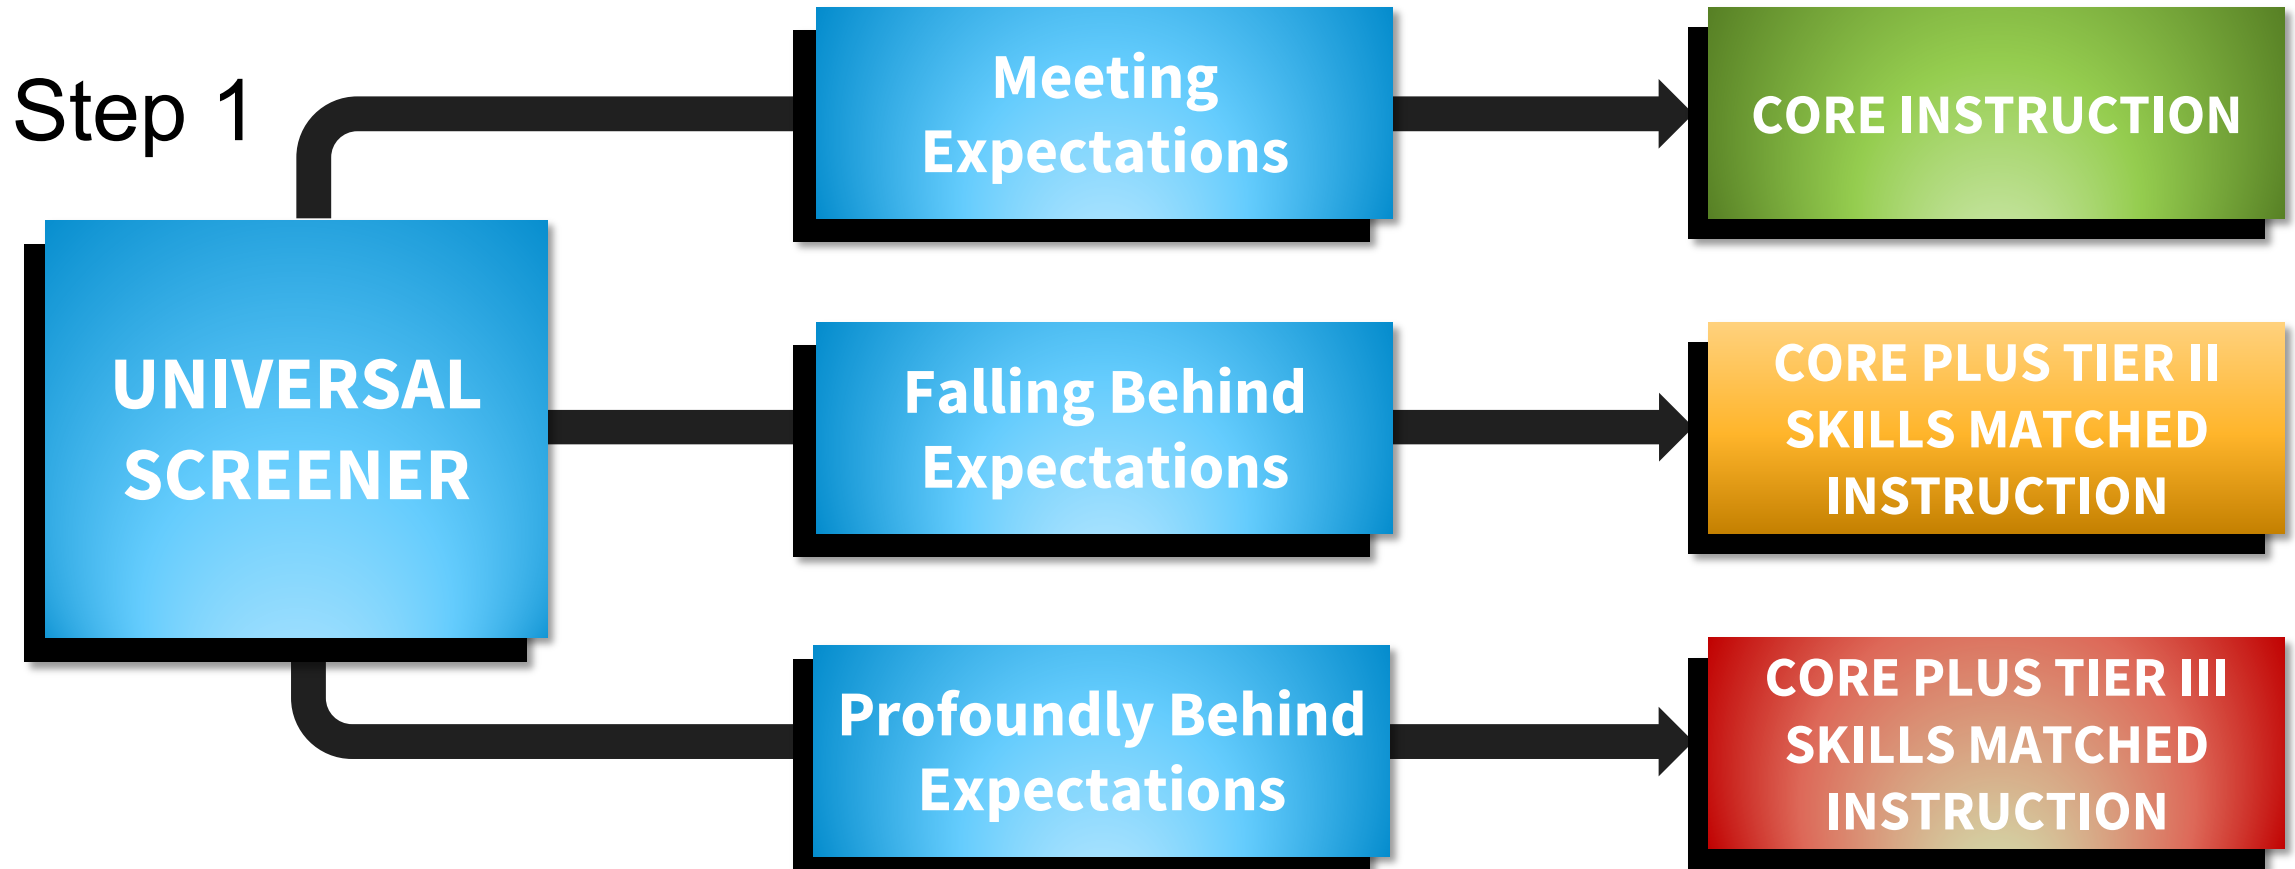 Step 1
UNIVERSAL
SCREENER
Meeting
Expectations
CORE INSTRUCTION
Falling Behind
Expectations
CORE PLUS TIER II
SKILLS MATCHED
INSTRUCTION
Profoundly Behind
Expectations
CORE PLUS TIER III
SKILLS MATCHED
INSTRUCTION